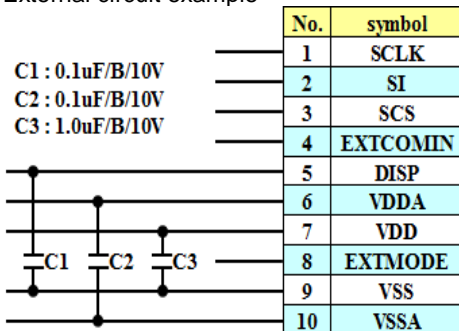 External circuit example
No. symbol
1 SCLK
C1 : 0.1uF/B/10V
2 SI
C2 : 0.1uF/B/10V
3 SCS
C3 : 1.0uF/B/10V
4 EXTCOMIN
5 DISP
6 VDDA
7 VDD
C1 C2 C3
8 EXTMODE
9 VSS
10 VSSA